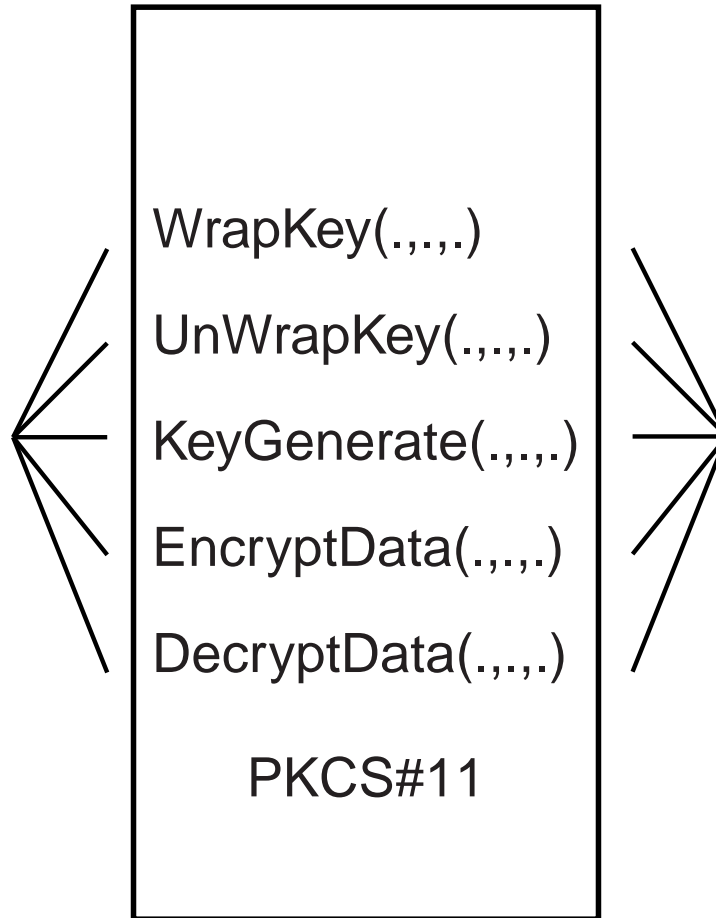 WrapKey(.,.,.)
UnWrapKey(.,.,.)
KeyGenerate(.,.,.)
EncryptData(.,.,.)
DecryptData(.,.,.)
PKCS#11